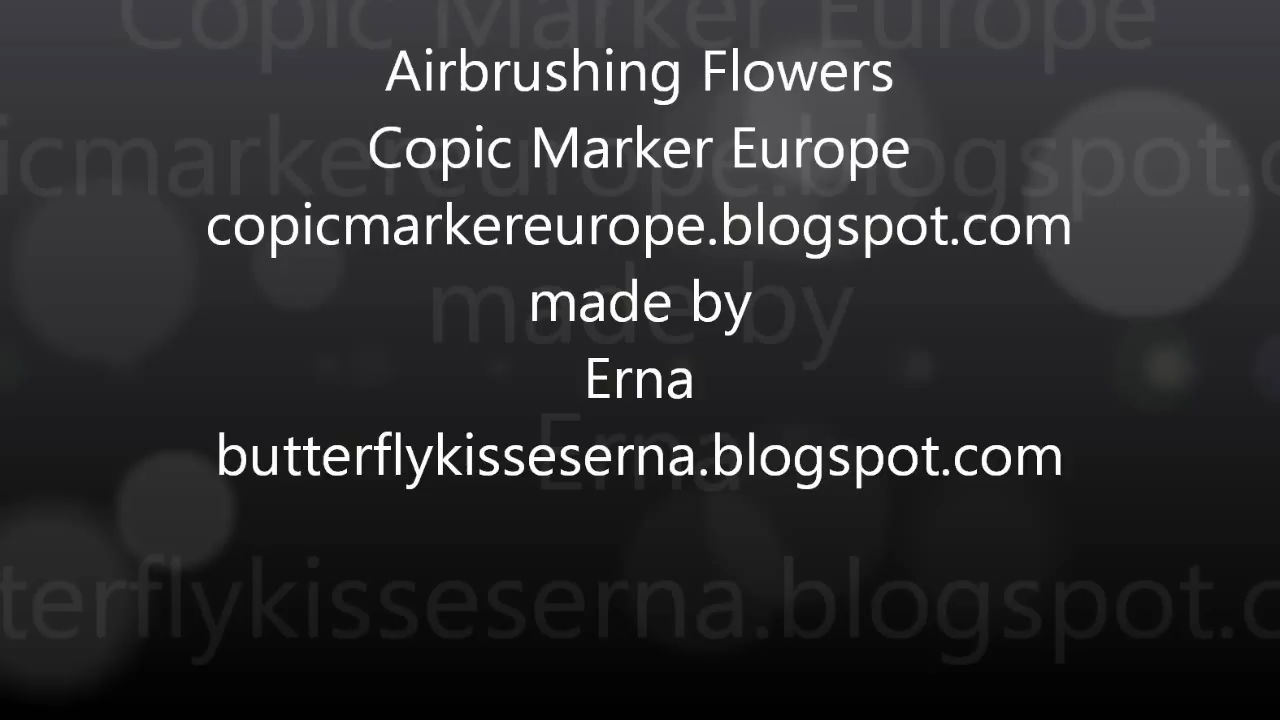 Airbrushing Flowers
Copic Marker Europe
copicmarkereurope.blogspot.com
made by
Erna
butterflykisseserna.blogspot.com